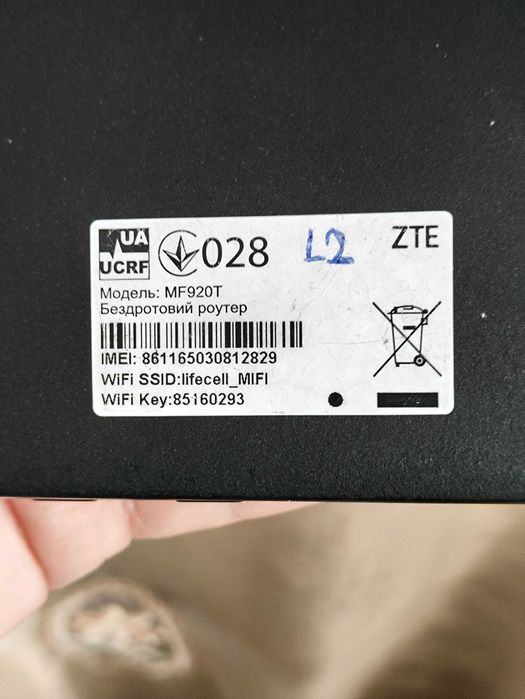 UA
UCRF
028
L2
ZTE
Модель: MF920T
Бездротовий роутер
IMEI: 861165030812829
WiFi SSID:lifecell_MIFI
WiFi Key:85160293